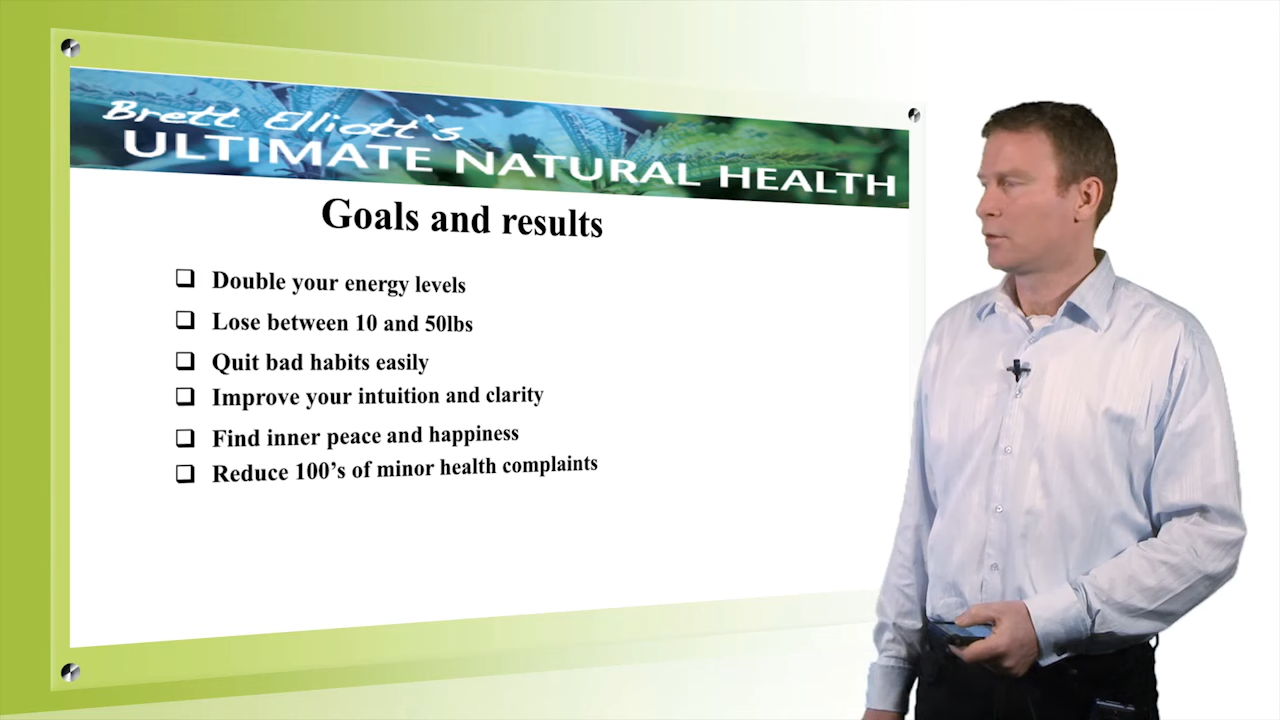 Brett Elliott's
ULTIMATE NATURAL HEALTH
Goals and results
❑ Double your energy levels
❑ Lose between 10 and 50lbs
❑ Quit bad habits easily
❑ Improve your intuition and clarity
❑ Find inner peace and happiness
❑ Reduce 100’s of minor health complaints